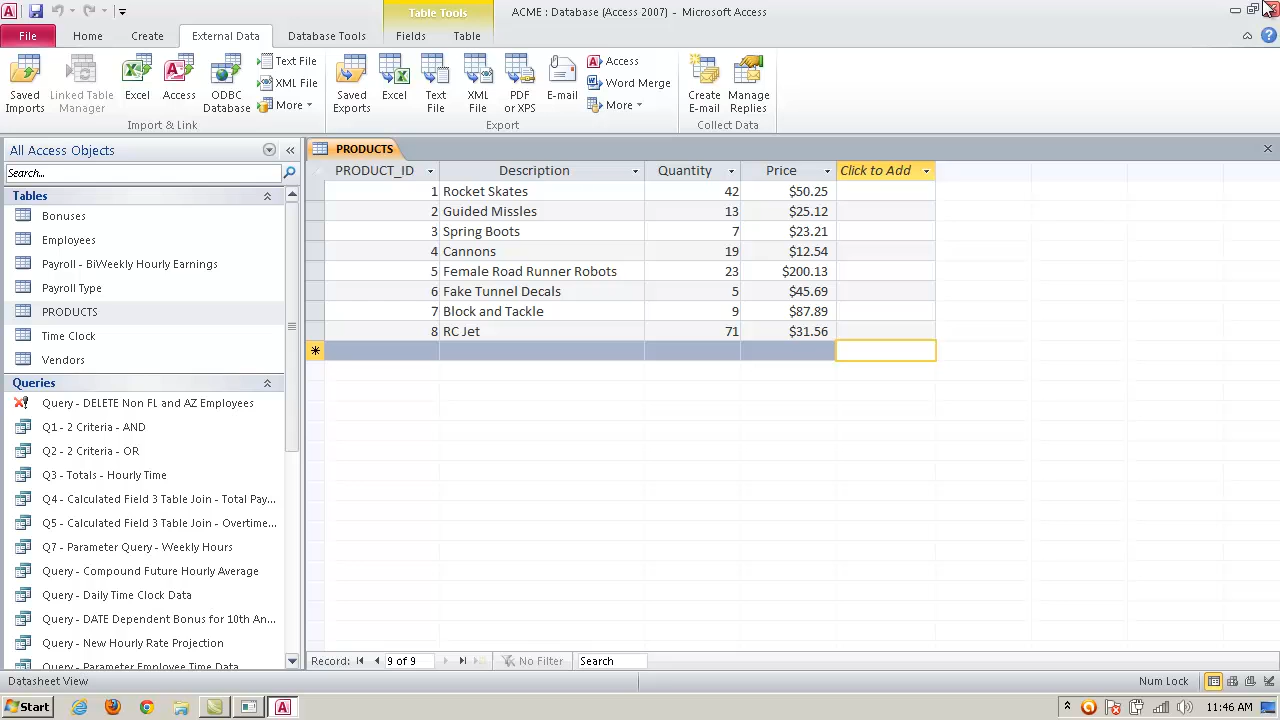 ACME : Database (Access 2007) - Microsoft Access
Table Tools
File Home Create External Data Database Tools Fields Table
Saved Imports
Linked Table Manager
Excel
Access
ODBC Database
Text File
XML File
More
Import & Link
Saved Exports
Excel
Text File
XML File
PDF or XPS
E-mail
Access
Word Merge
More
Export
Create E-mail
Manage Replies
Collect Data
All Access Objects
Search...
Tables
Bonuses
Employees
Payroll - BiWeekly Hourly Earnings
Payroll Type
PRODUCTS
Time Clock
Vendors
Queries
Query - DELETE Non FL and AZ Employees
Q1 - 2 Criteria - AND
Q2 - 2 Criteria - OR
Q3 - Totals - Hourly Time
Q4 - Calculated Field 3 Table Join - Total Pay...
Q5 - Calculated Field 3 Table Join - Overtime...
Q7 - Parameter Query - Weekly Hours
Query - Compound Future Hourly Average
Query - Daily Time Clock Data
Query - DATE Dependent Bonus for 10th An...
Query - New Hourly Rate Projection
Query - Parameter Employee Time Data
PRODUCTS
PRODUCT_ID Description Quantity Price Click to Add
1 Rocket Skates 42 $50.25
2 Guided Missles 13 $25.12
3 Spring Boots 7 $23.21
4 Cannons 19 $12.54
5 Female Road Runner Robots 23 $200.13
6 Fake Tunnel Decals 5 $45.69
7 Block and Tackle 9 $87.89
8 RC Jet 71 $31.56
Record: 9 of 9 No Filter Search
Datasheet View Num Lock
Start 11:46 AM